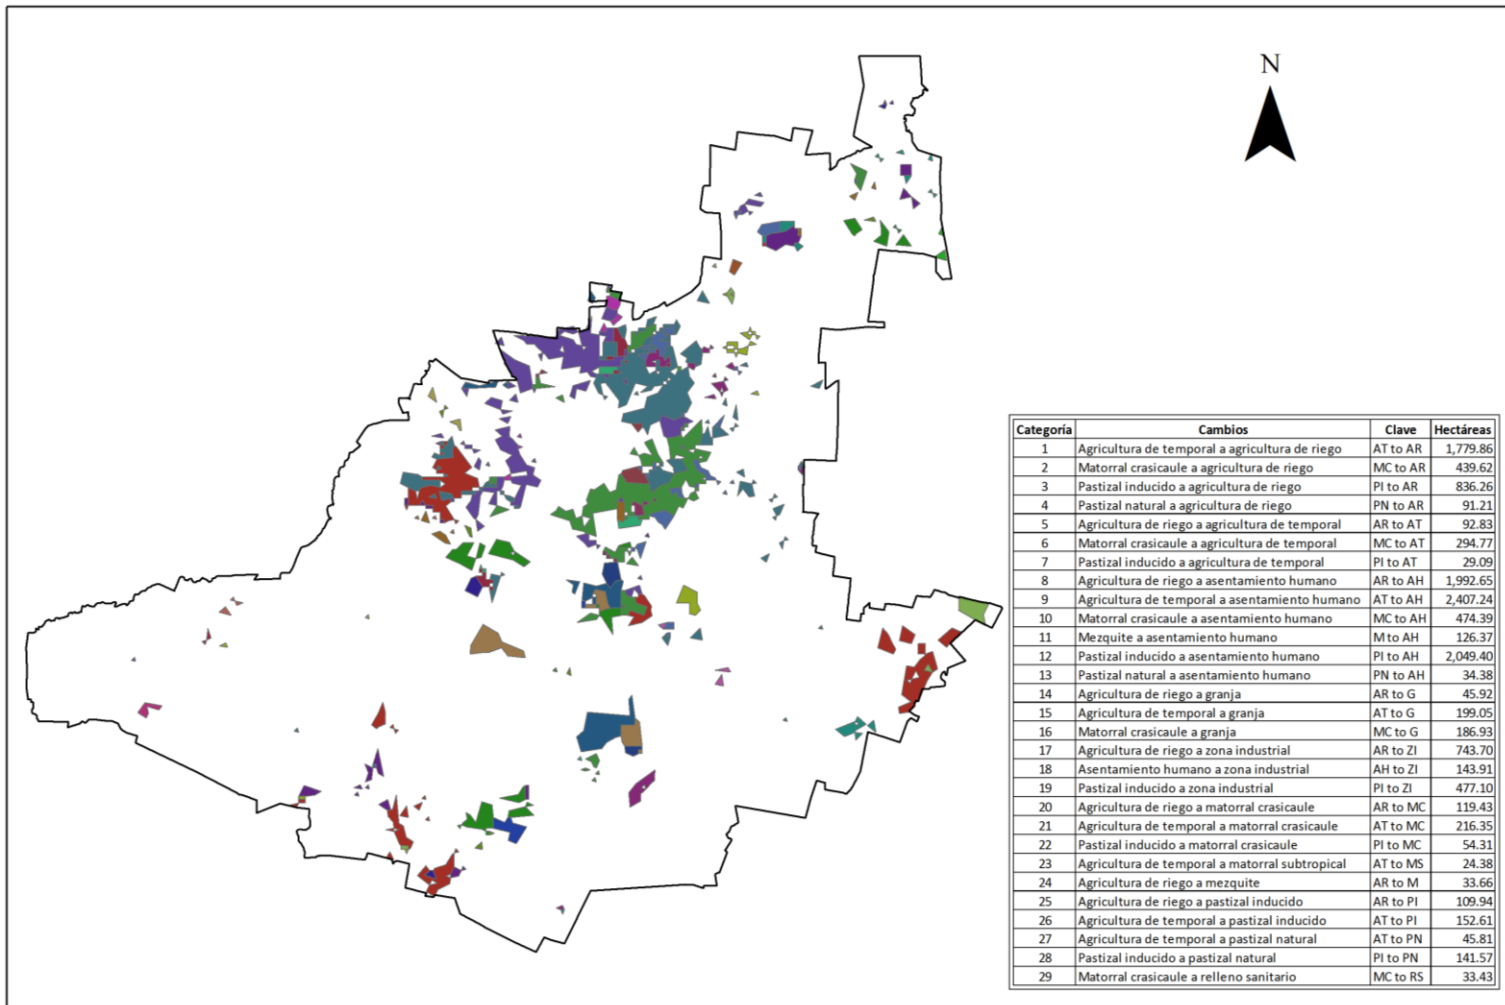 N
Categoría Cambios Clave Hectáreas
1 Agricultura de temporal a agricultura de riego AT to AR 1,779.86
2 Matorral crasicaule a agricultura de riego MC to AR 439.62
3 Pastizal inducido a agricultura de riego PI to AR 836.26
4 Pastizal natural a agricultura de riego PN to AR 91.21
5 Agricultura de riego a agricultura de temporal AR to AT 92.83
6 Matorral crasicaule a agricultura de temporal MC to AT 294.77
7 Pastizal inducido a agricultura de temporal PI to AT 29.09
8 Agricultura de riego a asentamiento humano AR to AH 1,992.65
9 Agricultura de temporal a asentamiento humano AT to AH 2,407.24
10 Matorral crasicaule a asentamiento humano MC to AH 474.39
11 Mezquite a asentamiento humano M to AH 126.37
12 Pastizal inducido a asentamiento humano PI to AH 2,049.40
13 Pastizal natural a asentamiento humano PN to AH 34.38
14 Agricultura de riego a granja AR to G 45.92
15 Agricultura de temporal a granja AT to G 199.05
16 Matorral crasicaule a granja MC to G 186.93
17 Agricultura de riego a zona industrial AR to ZI 743.70
18 Asentamiento humano a zona industrial AH to ZI 143.91
19 Pastizal inducido a zona industrial PI to ZI 477.10
20 Agricultura de riego a matorral crasicaule AR to MC 119.43
21 Agricultura de temporal a matorral crasicaule AT to MC 216.35
22 Pastizal inducido a matorral crasicaule PI to MC 54.31
23 Agricultura de temporal a matorral subtropical AT to MS 24.38
24 Agricultura de riego a mezquite AR to M 33.66
25 Agricultura de riego a pastizal inducido AR to PI 109.94
26 Agricultura de temporal a pastizal inducido AT to PI 152.61
27 Agricultura de temporal a pastizal natural AT to PN 45.81
28 Pastizal inducido a pastizal natural PI to PN 141.57
29 Matorral crasicaule a relleno sanitario MC to RS 33.43